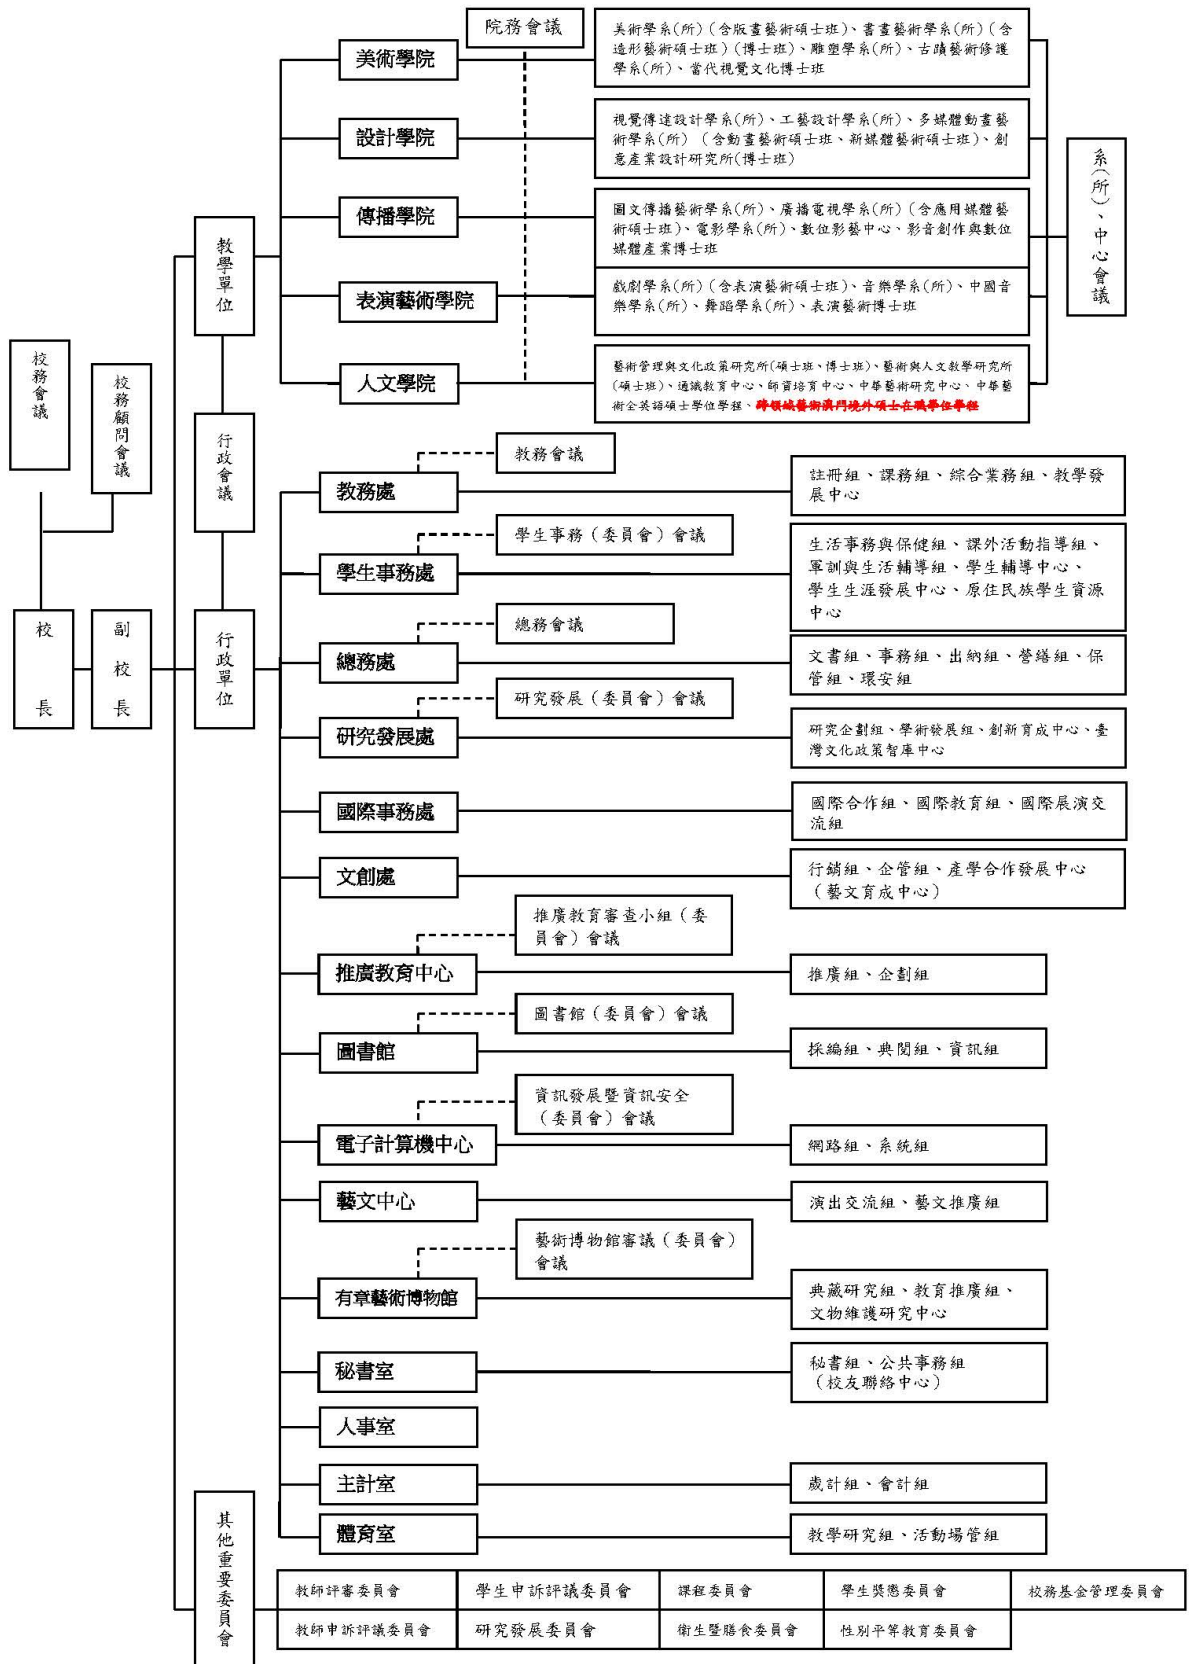 院務會議
美術學院
美術學系(所)(含版畫藝術碩士班)、書畫藝術學系(所)(含
造形藝術碩士班)(博士班)、雕塑學系(所)、古蹟藝術修護
學系(所)、當代視覺文化博士班
設計學院
視覺傳達設計學系(所)、工藝設計學系(所)、多媒體動畫藝
術學系(所) (含動畫藝術碩士班、新媒體藝術碩士班)、創
意產業設計研究所(博士班)
傳播學院
圖文傳播藝術學系(所)、廣播電視學系(所)(含應用媒體藝
術碩士班)、電影學系(所)、數位影藝中心、影音創作與數位
媒體產業博士班
表演藝術學院
戲劇學系(所)(含表演藝術碩士班)、音樂學系(所)、中國音
樂學系(所)、舞蹈學系(所)、表演藝術博士班
人文學院
藝術管理與文化政策研究所(碩士班、博士班)、藝術與人文教學研究所
(碩士班)、通識教育中心、師資培育中心、中華藝術研究中心、中華藝
術全英語碩士學位學程、跨領域藝術澳門境外碩士在職學位學程
系(所)、中心會議
教學單位
校務會議
校務顧問會議
行政會議
校長
副校長
行政單位
教務會議
教務處
註冊組、課務組、綜合業務組、教學發
展中心
學生事務(委員會)會議
學生事務處
生活事務與保健組、課外活動指導組、
軍訓與生活輔導組、學生輔導中心、
學生生涯發展中心、原住民族學生資源
中心
總務會議
總務處
文書組、事務組、出納組、營繕組、保
管組、環安組
研究發展(委員會)會議
研究發展處
研究企劃組、學術發展組、創新育成中心、臺
灣文化政策智庫中心
國際事務處
國際合作組、國際教育組、國際展演交
流組
文創處
行銷組、企管組、產學合作發展中心
(藝文育成中心)
推廣教育審查小組(委
員會)會議
推廣教育中心
推廣組、企劃組
圖書館(委員會)會議
圖書館
採編組、典閱組、資訊組
資訊發展暨資訊安全
(委員會)會議
電子計算機中心
網路組、系統組
藝文中心
演出交流組、藝文推廣組
藝術博物館審議(委員會)
會議
有章藝術博物館
典藏研究組、教育推廣組、
文物維護研究中心
秘書室
秘書組、公共事務組
(校友聯絡中心)
人事室
主計室
歲計組、會計組
體育室
教學研究組、活動場管組
其他重要委員會
教師評審委員會
學生申訴評議委員會
課程委員會
學生獎懲委員會
校務基金管理委員會
教師申訴評議委員會
研究發展委員會
衛生暨膳食委員會
性別平等教育委員會